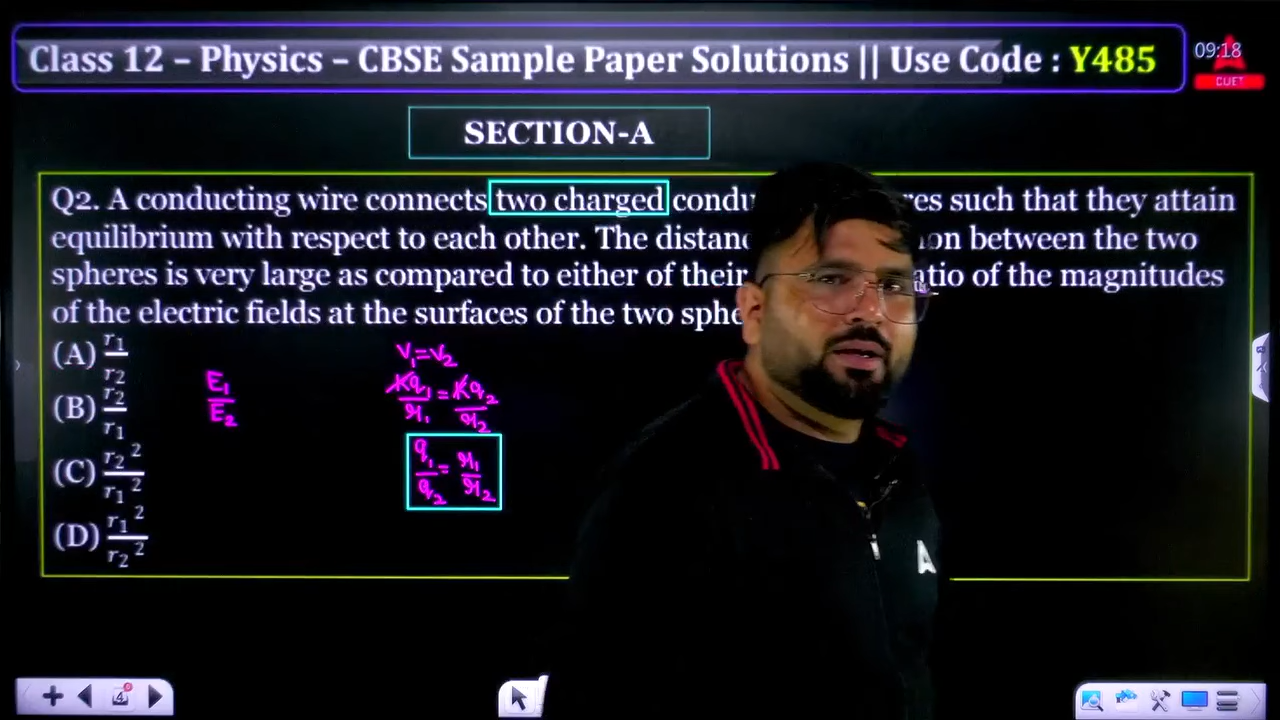 Class 12 – Physics – CBSE Sample Paper Solutions || Use Code : Y485
09:18
CUET
SECTION-A
Q2. A conducting wire connects two charged condu res such that they attain
equilibrium with respect to each other. The distanc ion between the two
spheres is very large as compared to either of their atio of the magnitudes
of the electric fields at the surfaces of the two sphe
(A) r₁/r₂
(B) r₂/r₁
(C) r₂²/r₁²
(D) r₁²/r₂²
E₁/E₂
V₁=V₂
Kq₁/r₁ = Kq₂/r₂
q₁/q₂ = r₁/r₂
A
4